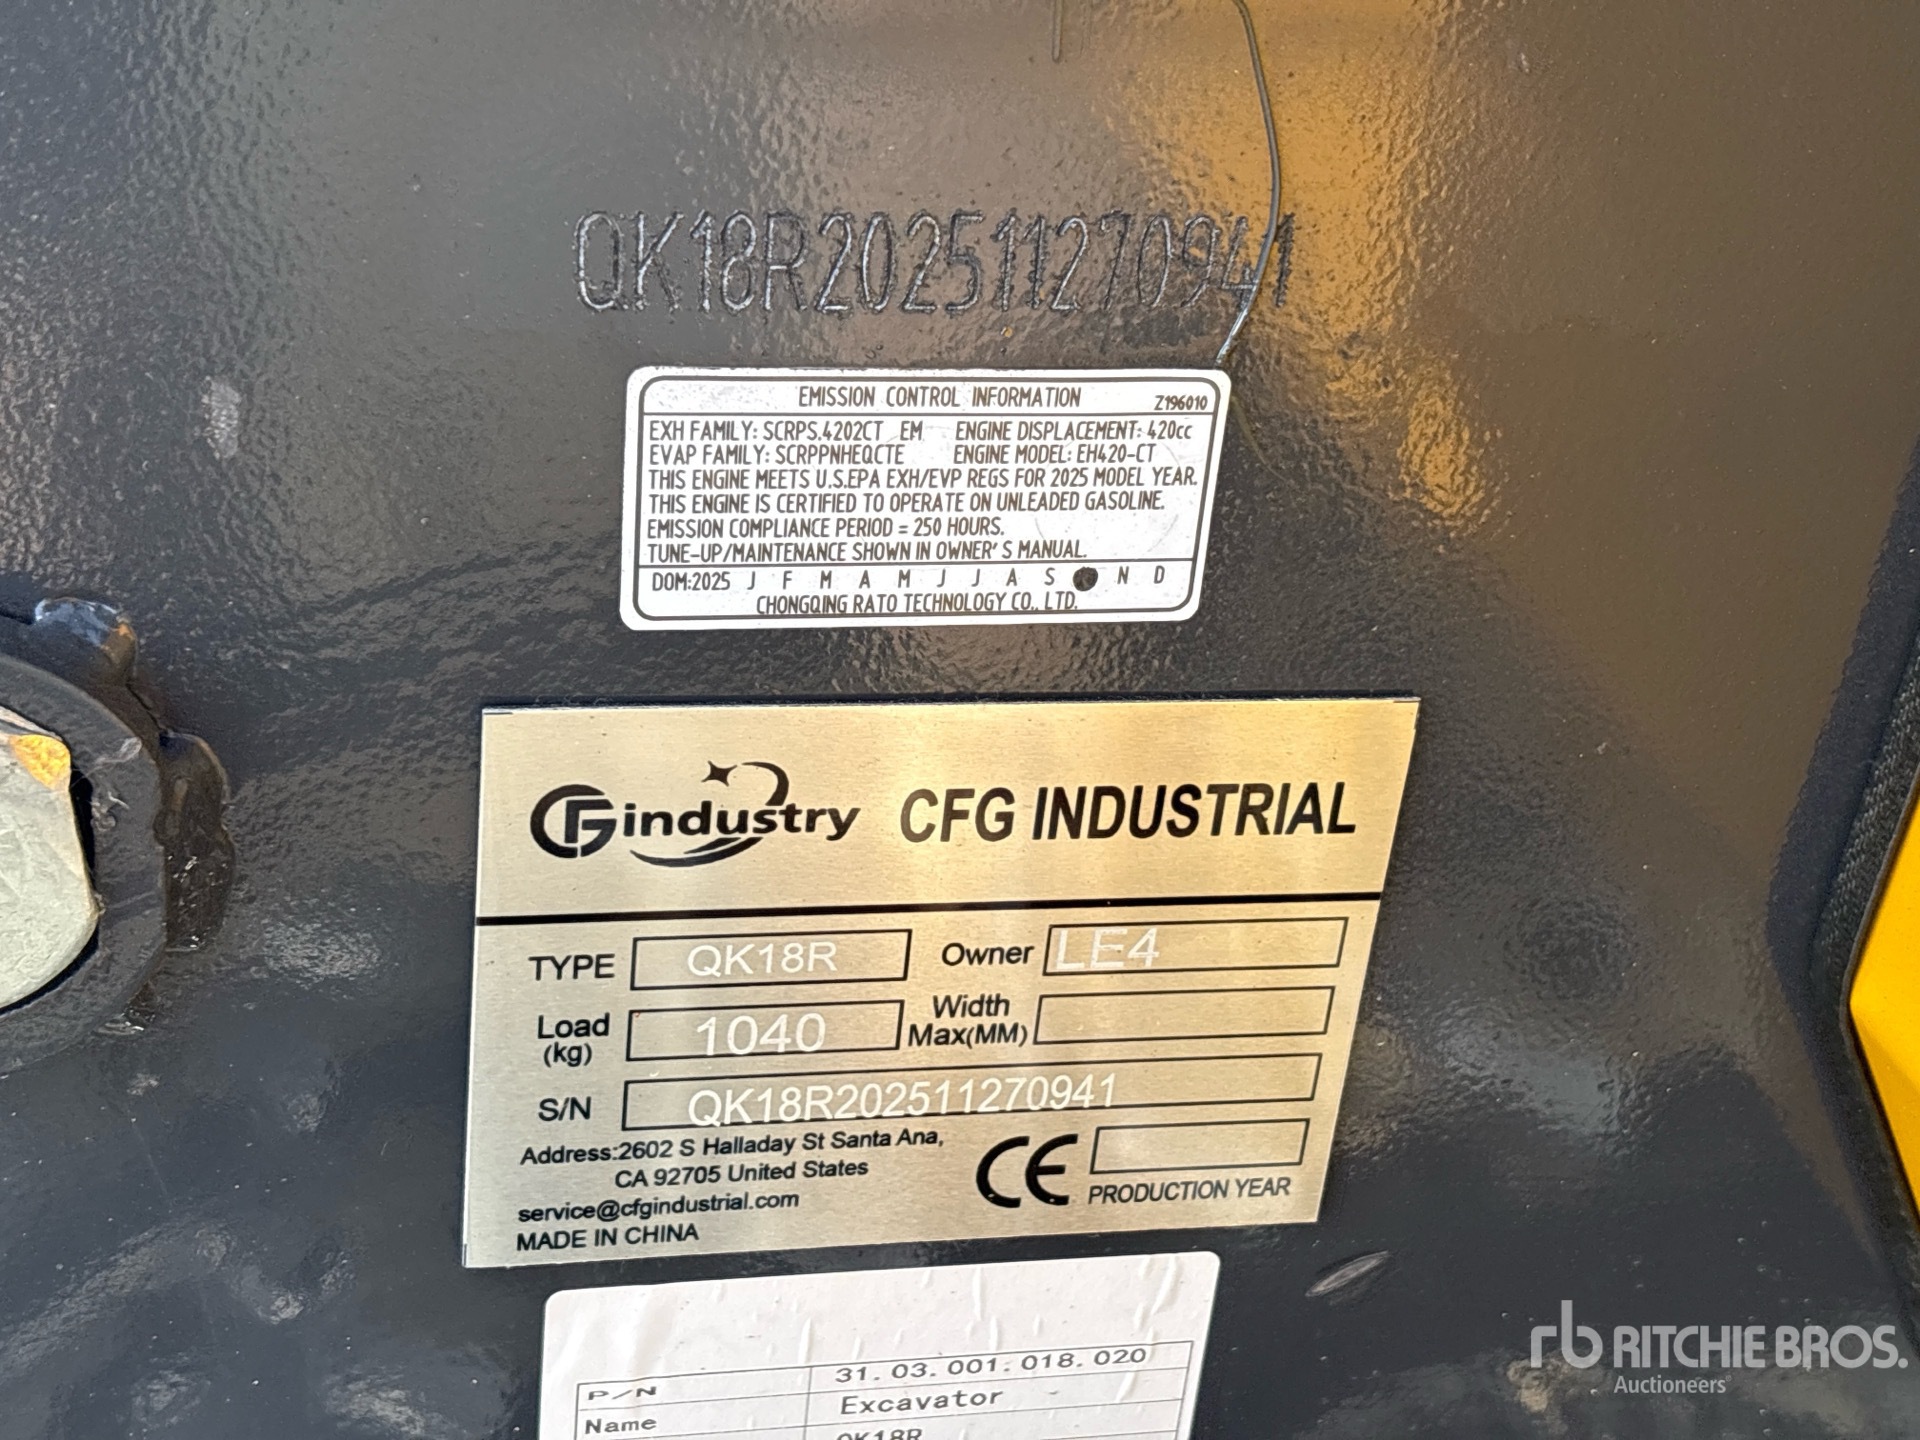 QK18R202511270941
EMISSION CONTROL INFORMATION Z196010
EXH FAMILY: SCRPS.4202CT EM ENGINE DISPLACEMENT: 420cc
EVAP FAMILY: SCRPPNHEQCTE ENGINE MODEL: EH420-CT
THIS ENGINE MEETS U.S.EPA EXH/EVP REGS FOR 2025 MODEL YEAR.
THIS ENGINE IS CERTIFIED TO OPERATE ON UNLEADED GASOLINE.
EMISSION COMPLIANCE PERIOD = 250 HOURS.
TUNE-UP/MAINTENANCE SHOWN IN OWNER'S MANUAL.
DOM:2025 J F M A M J J A S N D
CHONGQING RATO TECHNOLOGY CO., LTD.
CFG industry CFG INDUSTRIAL
TYPE QK18R Owner LE4
Load (kg) 1040 Width Max(MM)
S/N QK18R202511270941
Address:2602 S Halladay St Santa Ana,
CA 92705 United States
service@cfgindustrial.com
MADE IN CHINA
CE PRODUCTION YEAR
P/N 31.03.001.018.020
Name Excavator
QK18R
rb RITCHIE BROS.
Auctioneers